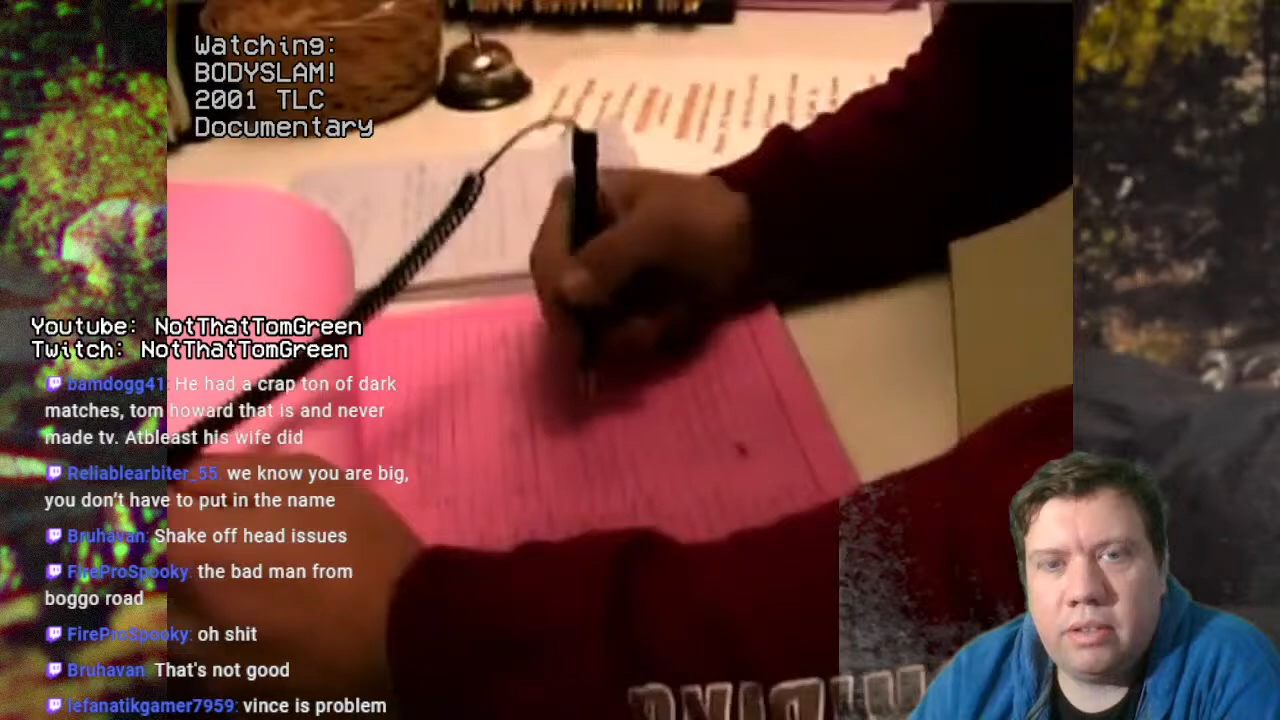 Watching:
BODYSLAM!
2001 TLC
Documentary
Youtube: NotThatTomGreen
Twitch: NotThatTomGreen
bamdogg41: He had a crap ton of dark
matches, tom howard that is and never
made tv. Atbleast his wife did
Reliablearbiter_55: we know you are big,
you don't have to put in the name
Bruhavan: Shake off head issues
FireProSpooky: the bad man from
boggo road
FireProSpooky: oh shit
Bruhavan: That's not good
lefanatikgamer7959: vince is problem